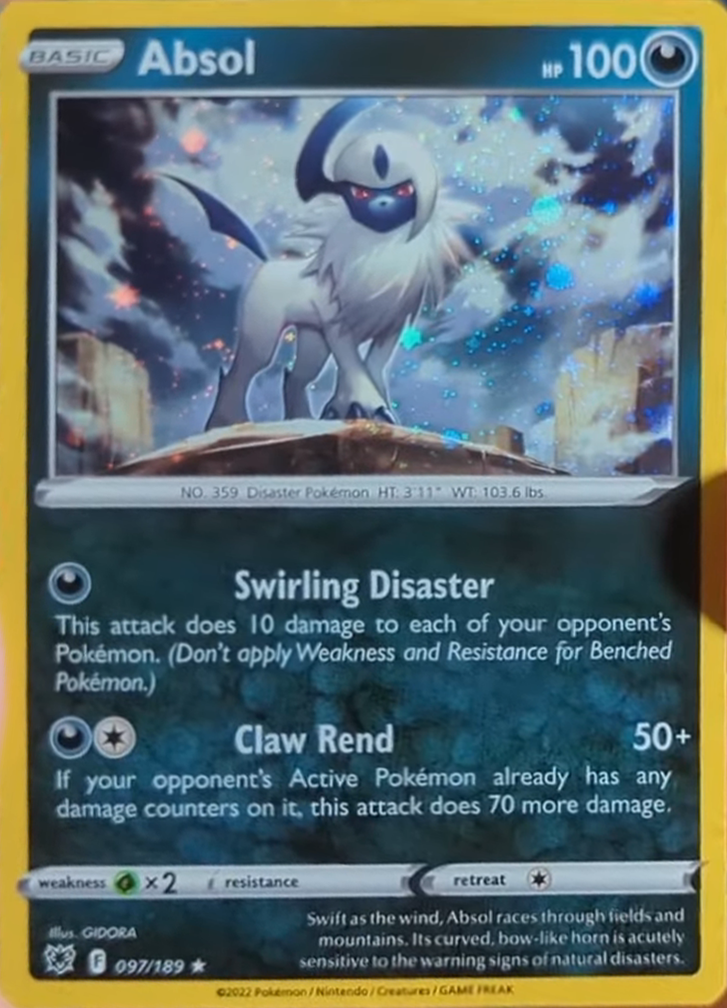 BASIC Absol HP 100
NO. 359 Disaster Pokémon HT: 3'11" WT: 103.6 lbs.
Swirling Disaster
This attack does 10 damage to each of your opponent's
Pokémon. (Don't apply Weakness and Resistance for Benched
Pokémon.)
Claw Rend 50+
If your opponent's Active Pokémon already has any
damage counters on it, this attack does 70 more damage.
weakness ×2 resistance retreat
Swift as the wind, Absol races through fields and
mountains. Its curved, bow-like horn is acutely
sensitive to the warning signs of natural disasters.
Illus. GIDORA
F 097/189 ★
©2022 Pokémon / Nintendo / Creatures / GAME FREAK